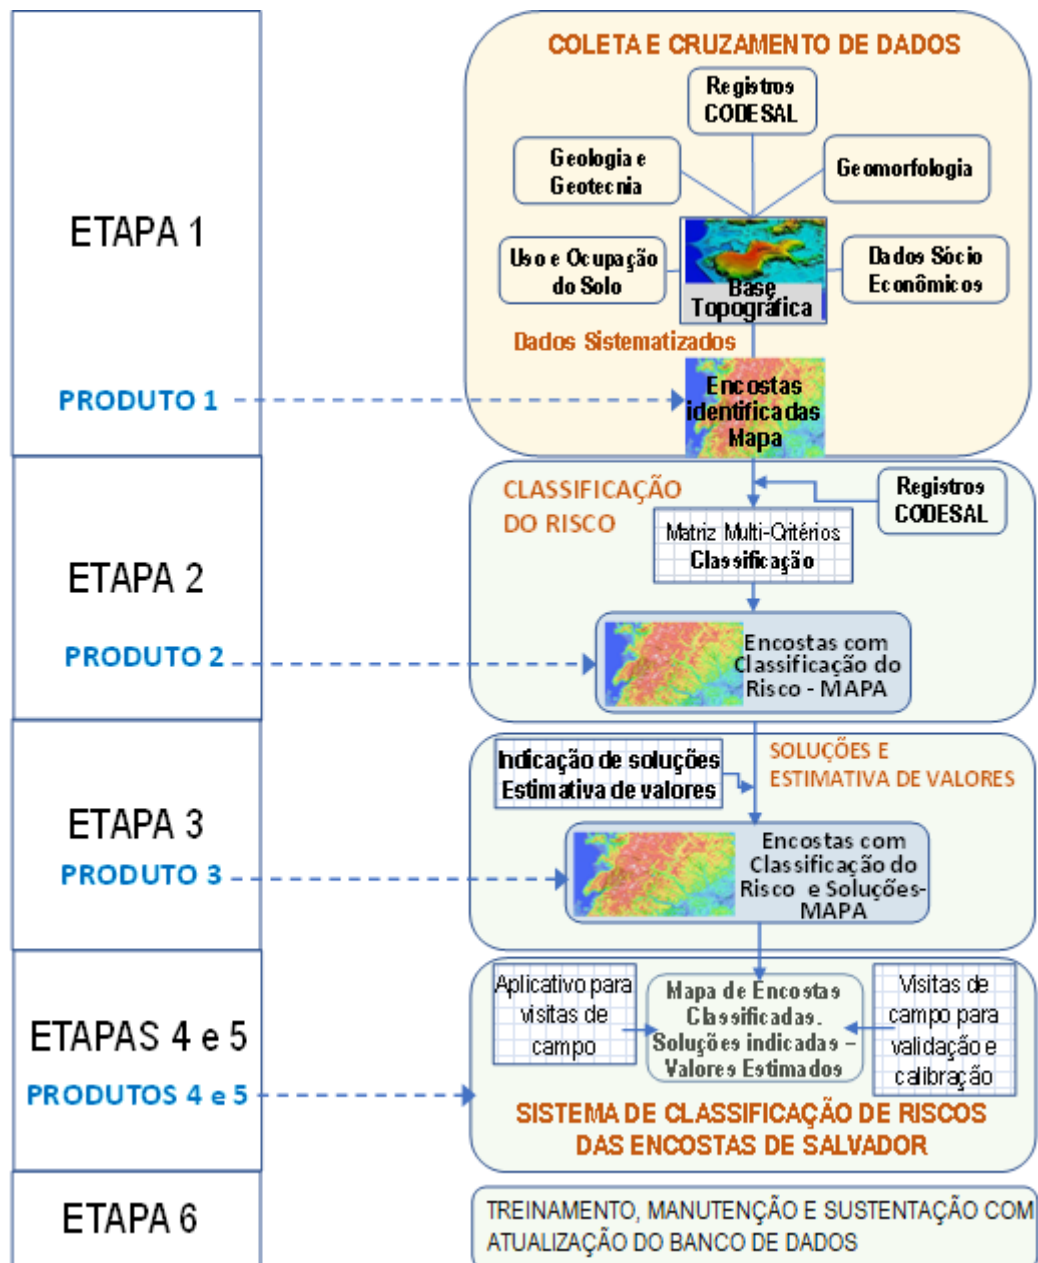 COLETA E CRUZAMENTO DE DADOS
Registros
CODESAL
Geologia e
Geotecnia
Geomorfologia
ETAPA 1
Uso e Ocupação
do Solo
Base
Topográfica
Dados Sócio
Econômicos
Dados Sistematizados
PRODUTO 1
Encostas
identificadas
Mapa
CLASSIFICAÇÃO
DO RISCO
Registros
CODESAL
Matriz Multi-Critérios
Classificação
ETAPA 2
PRODUTO 2
Encostas com
Classificação do
Risco - MAPA
Indicação de soluções
Estimativa de valores
SOLUÇÕES E
ESTIMATIVA DE VALORES
ETAPA 3
PRODUTO 3
Encostas com
Classificação do
Risco e Soluções-
MAPA
ETAPAS 4 e 5
PRODUTOS 4 e 5
Aplicativo para
visitas de
campo
Mapa de Encostas
Classificadas.
Soluções indicadas –
Valores Estimados
Visitas de
campo para
validação e
calibração
SISTEMA DE CLASSIFICAÇÃO DE RISCOS
DAS ENCOSTAS DE SALVADOR
ETAPA 6
TREINAMENTO, MANUTENÇÃO E SUSTENTAÇÃO COM
ATUALIZAÇÃO DO BANCO DE DADOS